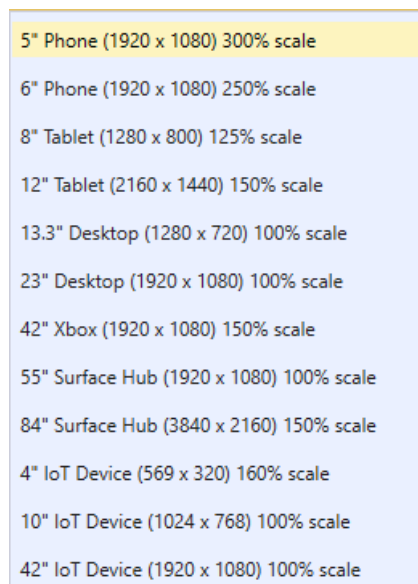 5" Phone (1920 x 1080) 300% scale
6" Phone (1920 x 1080) 250% scale
8" Tablet (1280 x 800) 125% scale
12" Tablet (2160 x 1440) 150% scale
13.3" Desktop (1280 x 720) 100% scale
23" Desktop (1920 x 1080) 100% scale
42" Xbox (1920 x 1080) 150% scale
55" Surface Hub (1920 x 1080) 100% scale
84" Surface Hub (3840 x 2160) 150% scale
4" IoT Device (569 x 320) 160% scale
10" IoT Device (1024 x 768) 100% scale
42" IoT Device (1920 x 1080) 100% scale